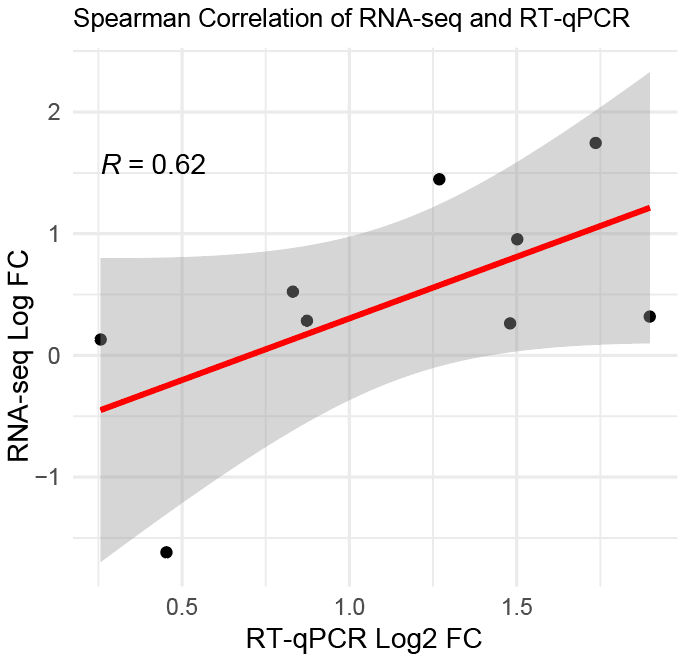 Spearman Correlation of RNA-seq and RT-qPCR
R = 0.62
RNA-seq Log FC
2
1
0
−1
0.5 1.0 1.5
RT-qPCR Log2 FC